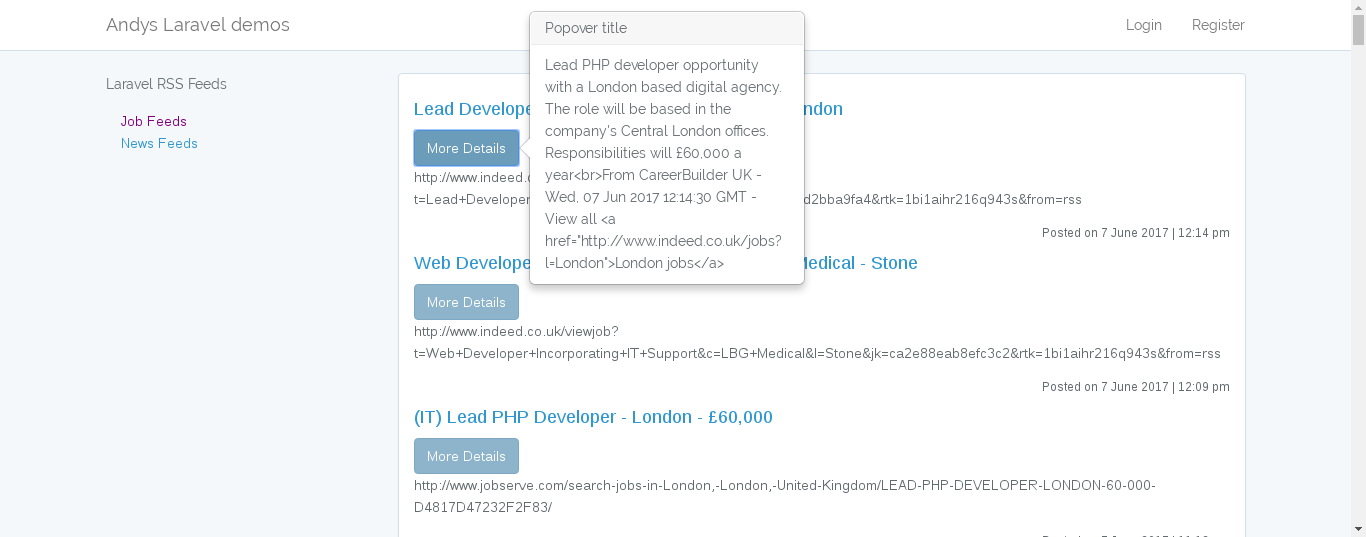 Andys Laravel demos
Login
Register
Laravel RSS Feeds
Job Feeds
News Feeds
Popover title
Lead PHP developer opportunity
with a London based digital agency.
The role will be based in the
company's Central London offices.
Responsibilities will £60,000 a
year<br>From CareerBuilder UK -
Wed, 07 Jun 2017 12:14:30 GMT -
View all <a
href="http://www.indeed.co.uk/jobs?
l=London">London jobs</a>
Lead Develope ndon
More Details
http://www.indeed.
t=Lead+Developer d2bba9fa4&rtk=1bi1aihr216q943s&from=rss
Posted on 7 June 2017 | 12:14 pm
Web Develope Medical - Stone
More Details
http://www.indeed.co.uk/viewjob?
t=Web+Developer+Incorporating+IT+Support&c=LBG+Medical&l=Stone&jk=ca2e88eab8efc3c2&rtk=1bi1aihr216q943s&from=rss
Posted on 7 June 2017 | 12:09 pm
(IT) Lead PHP Developer - London - £60,000
More Details
http://www.jobserve.com/search-jobs-in-London,-London,-United-Kingdom/LEAD-PHP-DEVELOPER-LONDON-60-000-
D4817D47232F2F83/